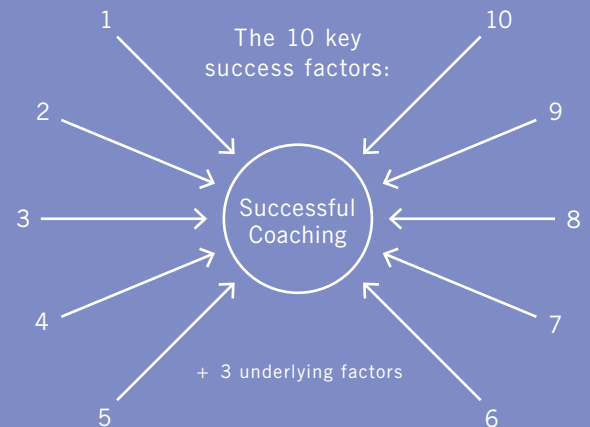 1
10
The 10 key
success factors:
2
9
Successful
Coaching
3
8
4
7
+ 3 underlying factors
5
6